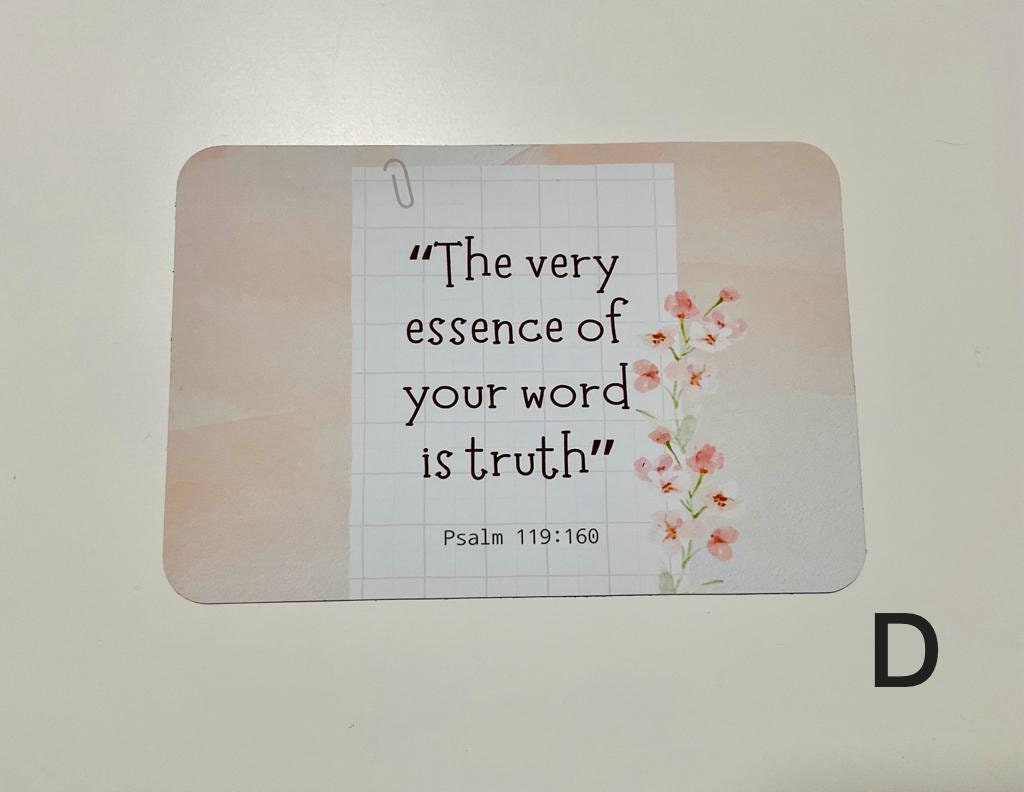 “The very
essence of
your word
is truth”
Psalm 119:160
D